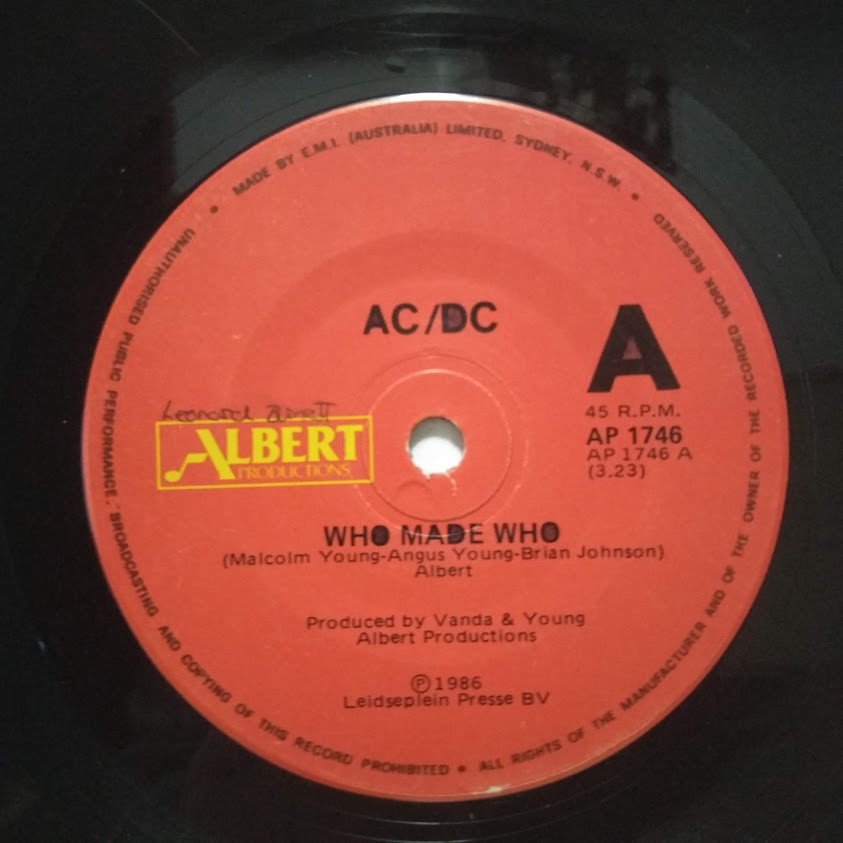 MADE BY E.M.I. (AUSTRALIA) LIMITED, SYDNEY, N.S.W. •
AC/DC
A
45 R.P.M.
AP 1746
AP 1746 A
(3.23)
Leonard
ALBERT
PRODUCTIONS
WHO MADE WHO
(Malcolm Young-Angus Young-Brian Johnson)
Albert
Produced by Vanda & Young
Albert Productions
℗1986
Leidseplein Presse BV
UNAUTHORISED PUBLIC PERFORMANCE, BROADCASTING AND COPYING OF THIS RECORD PROHIBITED • ALL RIGHTS OF THE MANUFACTURER AND OF THE OWNER OF THE RECORDED WORK RESERVED